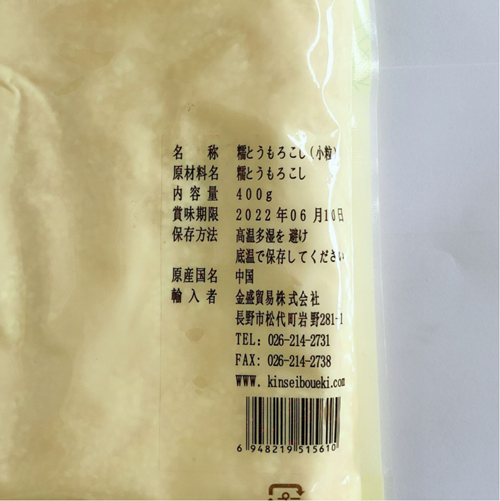 名 称 糯とうもろこし(小粒)
原材料名 糯とうもろこし
内容量 400g
賞味期限 2022年06月10日
保存方法 高温多湿を 避け
底温で保存してください
原産国名 中国
輸入者 金盛貿易株式会社
長野市松代町岩野281-1
TEL: 026-214-2731
FAX: 026-214-2738
WWW. kinseiboueki.com
6 948219 515610